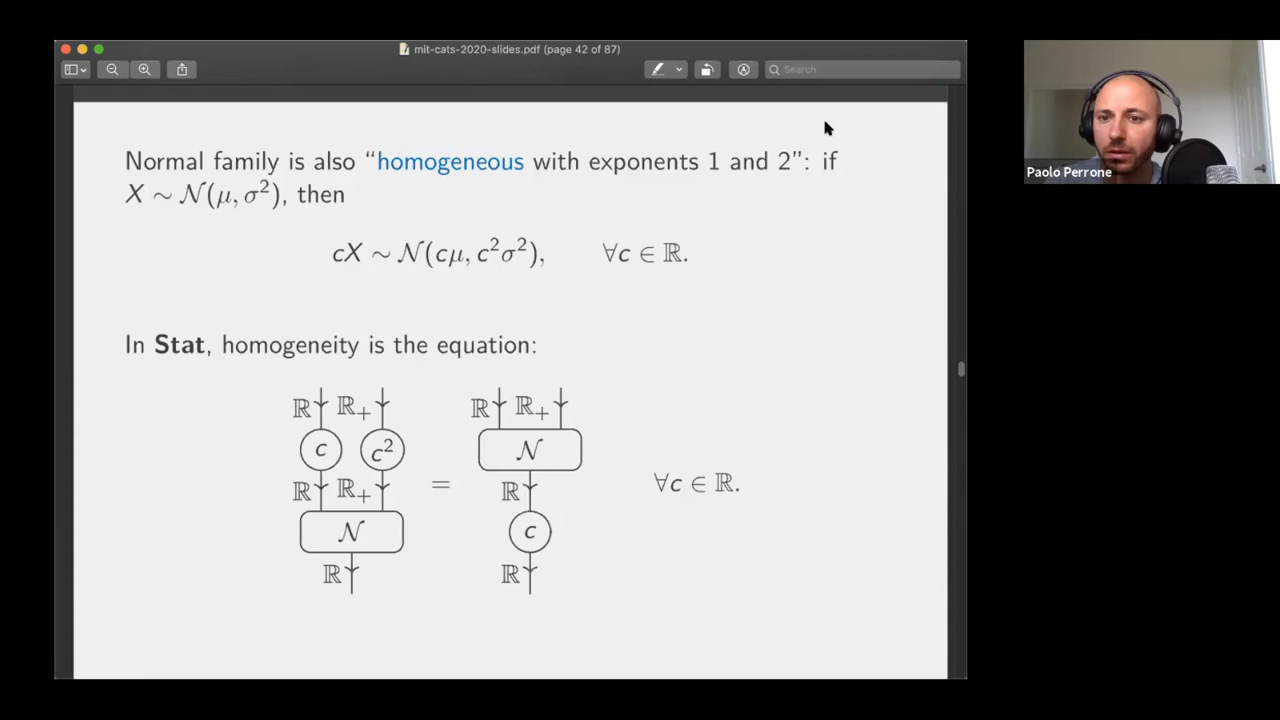 mit-cats-2020-slides.pdf (page 42 of 87)
Search
Normal family is also “homogeneous with exponents 1 and 2”: if
X ∼ 𝒩(μ, σ²), then
cX ∼ 𝒩(cμ, c²σ²), ∀c ∈ ℝ.
In Stat, homogeneity is the equation:
ℝ ℝ₊ ℝ ℝ₊
c c² 𝒩
ℝ ℝ₊ = ℝ ∀c ∈ ℝ.
𝒩 c
ℝ ℝ
Paolo Perrone